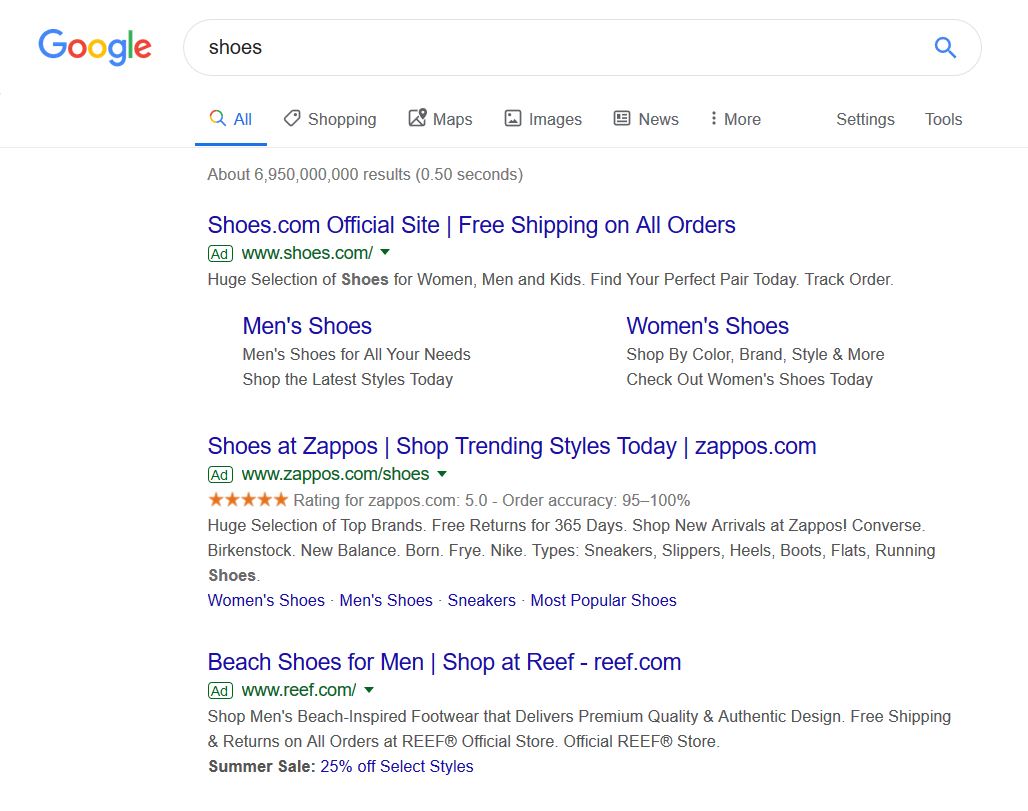 Google
shoes
All Shopping Maps Images News More Settings Tools
About 6,950,000,000 results (0.50 seconds)
Shoes.com Official Site | Free Shipping on All Orders
Ad www.shoes.com/
Huge Selection of Shoes for Women, Men and Kids. Find Your Perfect Pair Today. Track Order.
Men's Shoes
Men's Shoes for All Your Needs
Shop the Latest Styles Today
Women's Shoes
Shop By Color, Brand, Style & More
Check Out Women's Shoes Today
Shoes at Zappos | Shop Trending Styles Today | zappos.com
Ad www.zappos.com/shoes
Rating for zappos.com: 5.0 - Order accuracy: 95–100%
Huge Selection of Top Brands. Free Returns for 365 Days. Shop New Arrivals at Zappos! Converse.
Birkenstock. New Balance. Born. Frye. Nike. Types: Sneakers, Slippers, Heels, Boots, Flats, Running
Shoes.
Women's Shoes · Men's Shoes · Sneakers · Most Popular Shoes
Beach Shoes for Men | Shop at Reef - reef.com
Ad www.reef.com/
Shop Men's Beach-Inspired Footwear that Delivers Premium Quality & Authentic Design. Free Shipping
& Returns on All Orders at REEF® Official Store. Official REEF® Store.
Summer Sale: 25% off Select Styles